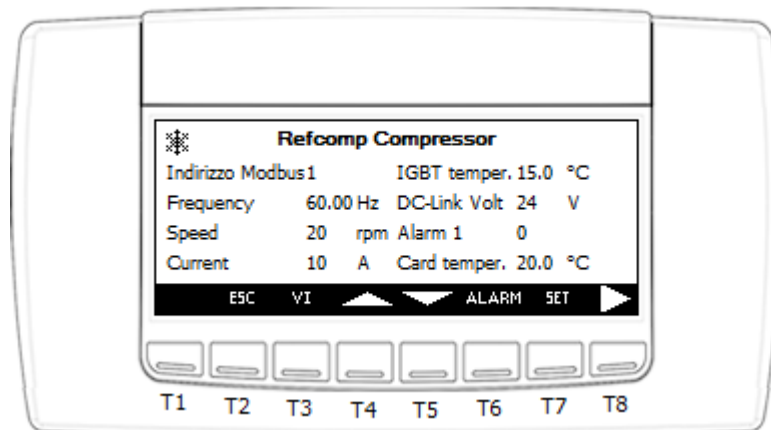 Refcomp Compressor
Indirizzo Modbus 1 IGBT temper. 15.0 °C
Frequency 60.00 Hz DC-Link Volt 24 V
Speed 20 rpm Alarm 1 0
Current 10 A Card temper. 20.0 °C
ESC VI ALARM SET
T1 T2 T3 T4 T5 T6 T7 T8